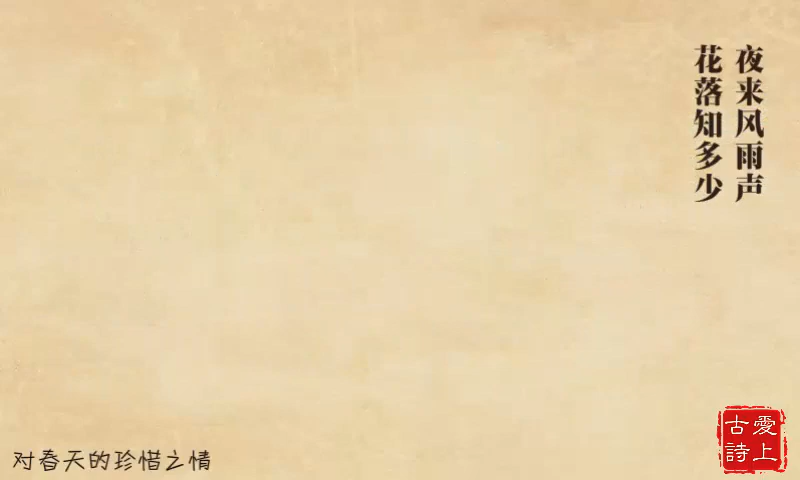 夜来风雨声
花落知多少
对春天的珍惜之情
爱上
古詩